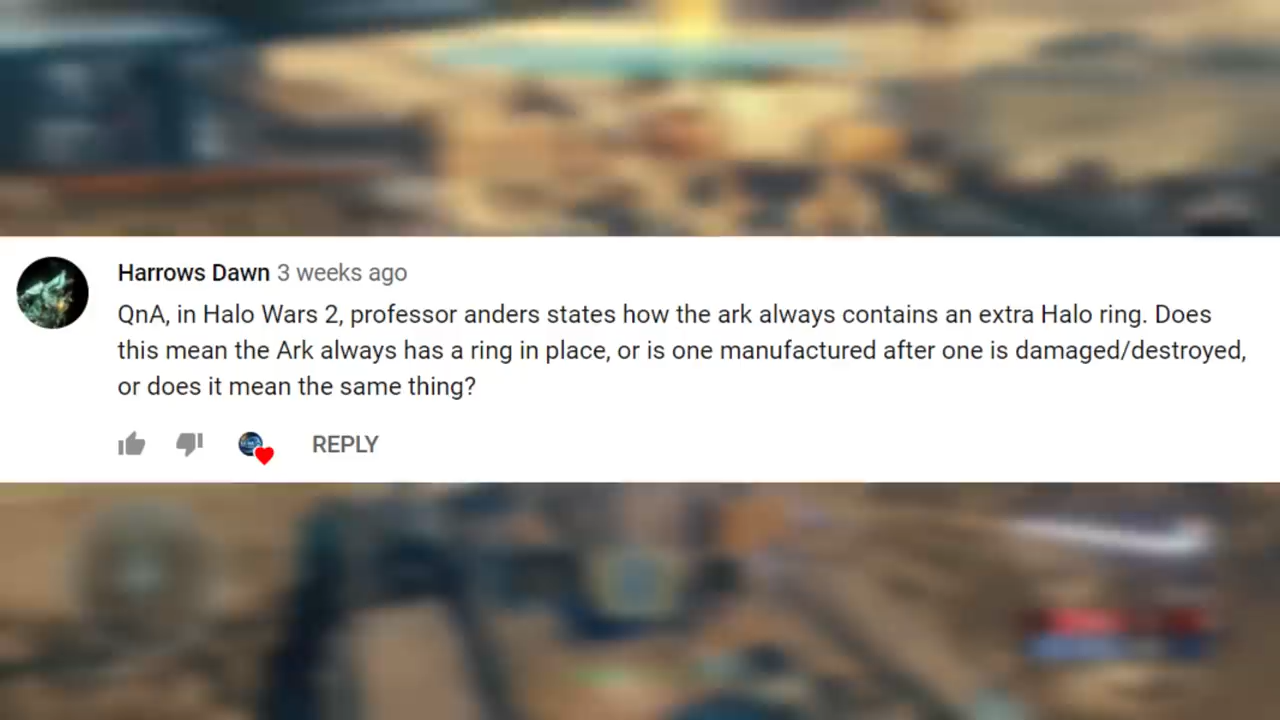 Harrows Dawn 3 weeks ago
QnA, in Halo Wars 2, professor anders states how the ark always contains an extra Halo ring. Does
this mean the Ark always has a ring in place, or is one manufactured after one is damaged/destroyed,
or does it mean the same thing?
REPLY